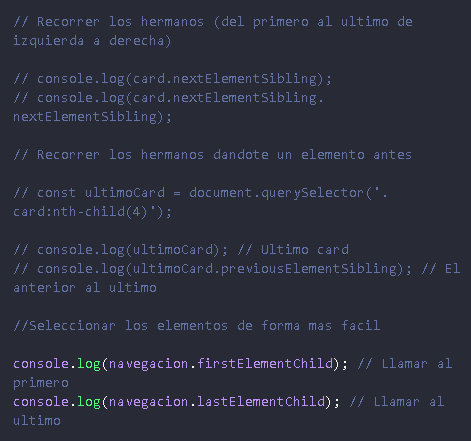 // Recorrer los hermanos (del primero al ultimo de
izquierda a derecha)
// console.log(card.nextElementSibling);
// console.log(card.nextElementSibling.
nextElementSibling);
// Recorrer los hermanos dandote un elemento antes
// const ultimoCard = document.querySelector('.
card:nth-child(4)');
// console.log(ultimoCard); // Ultimo card
// console.log(ultimoCard.previousElementSibling); // El
anterior al ultimo
//Seleccionar los elementos de forma mas facil
console.log(navegacion.firstElementChild); // Llamar al
primero
console.log(navegacion.lastElementChild); // Llamar al
ultimo